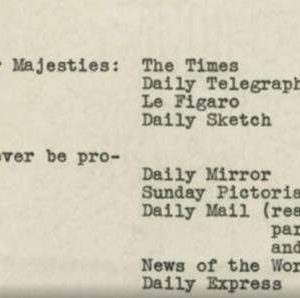 Majesties: The Times
Daily Telegraph
Le Figaro
Daily Sketch
ver be pro-
Daily Mirror
Sunday Pictoria
Daily Mail (rea
par
and
News of the Wor
Daily Express